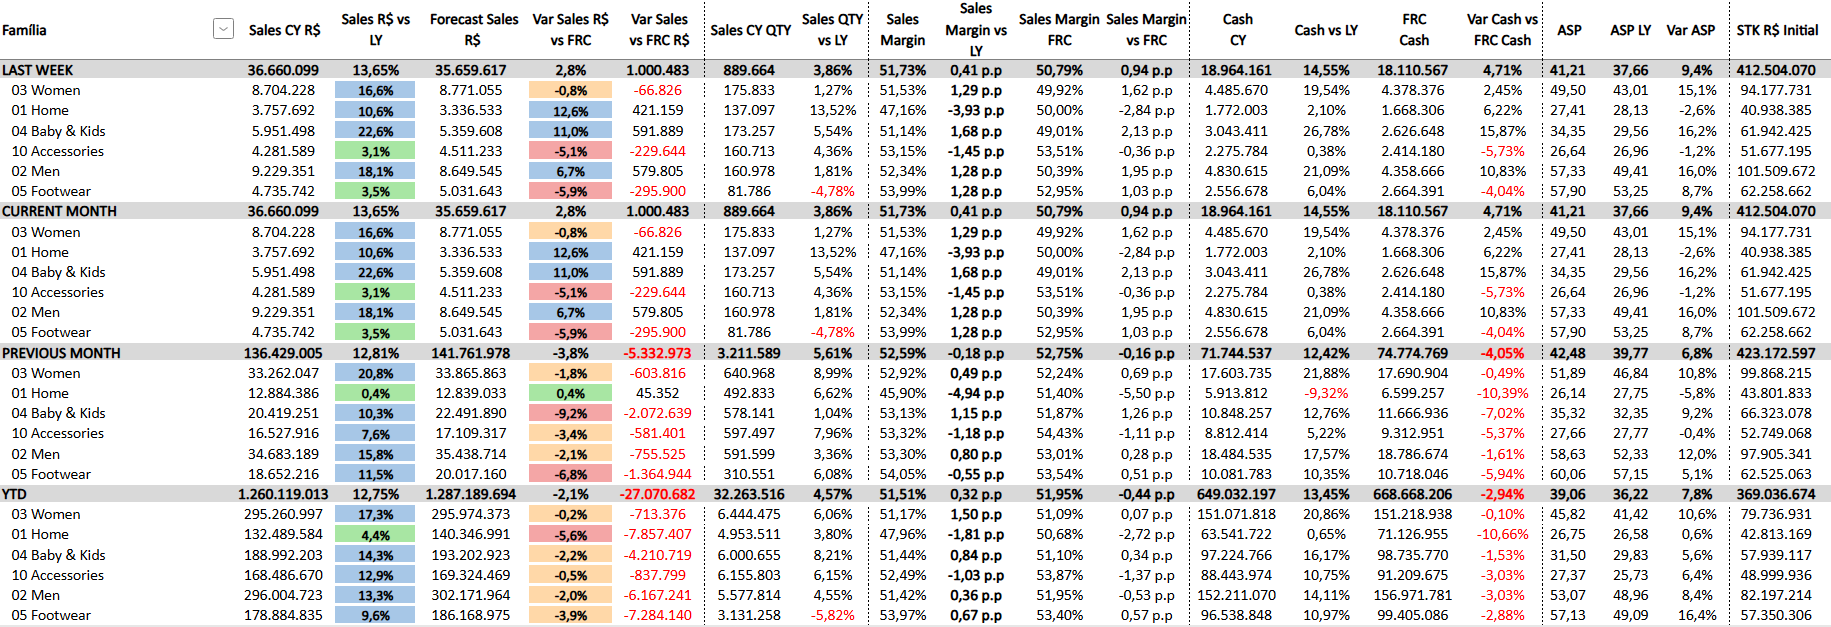 Família Sales CY R$ Sales R$ vs LY Forecast Sales R$ Var Sales R$ vs FRC Var Sales vs FRC R$ Sales CY QTY Sales QTY vs LY Sales Margin Sales Margin vs LY Sales Margin FRC Sales Margin vs FRC Cash CY Cash vs LY FRC Cash Var Cash vs FRC Cash ASP ASP LY Var ASP STK R$ Initial
LAST WEEK 36.660.099 13,65% 35.659.617 2,8% 1.000.483 889.664 3,86% 51,73% 0,41 p.p 50,79% 0,94 p.p 18.964.161 14,55% 18.110.567 4,71% 41,21 37,66 9,4% 412.504.070
03 Women 8.704.228 16,6% 8.771.055 -0,8% -66.826 175.833 1,27% 51,53% 1,29 p.p 49,92% 1,62 p.p 4.485.670 19,54% 4.378.376 2,45% 49,50 43,01 15,1% 94.177.731
01 Home 3.757.692 10,6% 3.336.533 12,6% 421.159 137.097 13,52% 47,16% -3,93 p.p 50,00% -2,84 p.p 1.772.003 2,10% 1.668.306 6,22% 27,41 28,13 -2,6% 40.938.385
04 Baby & Kids 5.951.498 22,6% 5.359.608 11,0% 591.889 173.257 5,54% 51,14% 1,68 p.p 49,01% 2,13 p.p 3.043.411 26,78% 2.626.648 15,87% 34,35 29,56 16,2% 61.942.425
10 Accessories 4.281.589 3,1% 4.511.233 -5,1% -229.644 160.713 4,36% 53,15% -1,45 p.p 53,51% -0,36 p.p 2.275.784 0,38% 2.414.180 -5,73% 26,64 26,96 -1,2% 51.677.195
02 Men 9.229.351 18,1% 8.649.545 6,7% 579.805 160.978 1,81% 52,34% 1,28 p.p 50,39% 1,95 p.p 4.830.615 21,09% 4.358.666 10,83% 57,33 49,41 16,0% 101.509.672
05 Footwear 4.735.742 3,5% 5.031.643 -5,9% -295.900 81.786 -4,78% 53,99% 1,28 p.p 52,95% 1,03 p.p 2.556.678 6,04% 2.664.391 -4,04% 57,90 53,25 8,7% 62.258.662
CURRENT MONTH 36.660.099 13,65% 35.659.617 2,8% 1.000.483 889.664 3,86% 51,73% 0,41 p.p 50,79% 0,94 p.p 18.964.161 14,55% 18.110.567 4,71% 41,21 37,66 9,4% 412.504.070
03 Women 8.704.228 16,6% 8.771.055 -0,8% -66.826 175.833 1,27% 51,53% 1,29 p.p 49,92% 1,62 p.p 4.485.670 19,54% 4.378.376 2,45% 49,50 43,01 15,1% 94.177.731
01 Home 3.757.692 10,6% 3.336.533 12,6% 421.159 137.097 13,52% 47,16% -3,93 p.p 50,00% -2,84 p.p 1.772.003 2,10% 1.668.306 6,22% 27,41 28,13 -2,6% 40.938.385
04 Baby & Kids 5.951.498 22,6% 5.359.608 11,0% 591.889 173.257 5,54% 51,14% 1,68 p.p 49,01% 2,13 p.p 3.043.411 26,78% 2.626.648 15,87% 34,35 29,56 16,2% 61.942.425
10 Accessories 4.281.589 3,1% 4.511.233 -5,1% -229.644 160.713 4,36% 53,15% -1,45 p.p 53,51% -0,36 p.p 2.275.784 0,38% 2.414.180 -5,73% 26,64 26,96 -1,2% 51.677.195
02 Men 9.229.351 18,1% 8.649.545 6,7% 579.805 160.978 1,81% 52,34% 1,28 p.p 50,39% 1,95 p.p 4.830.615 21,09% 4.358.666 10,83% 57,33 49,41 16,0% 101.509.672
05 Footwear 4.735.742 3,5% 5.031.643 -5,9% -295.900 81.786 -4,78% 53,99% 1,28 p.p 52,95% 1,03 p.p 2.556.678 6,04% 2.664.391 -4,04% 57,90 53,25 8,7% 62.258.662
PREVIOUS MONTH 136.429.005 12,81% 141.761.978 -3,8% -5.332.973 3.211.589 5,61% 52,59% -0,18 p.p 52,75% -0,16 p.p 71.744.537 12,42% 74.774.769 -4,05% 42,48 39,77 6,8% 423.172.597
03 Women 33.262.047 20,8% 33.865.863 -1,8% -603.816 640.968 8,99% 52,92% 0,49 p.p 52,24% 0,69 p.p 17.603.735 21,88% 17.690.904 -0,49% 51,89 46,84 10,8% 99.868.215
01 Home 12.884.386 0,4% 12.839.033 0,4% 45.352 492.833 6,62% 45,90% -4,94 p.p 51,40% -5,50 p.p 5.913.812 -9,32% 6.599.257 -10,39% 26,14 27,75 -5,8% 43.801.833
04 Baby & Kids 20.419.251 10,3% 22.491.890 -9,2% -2.072.639 578.141 1,04% 53,13% 1,15 p.p 51,87% 1,26 p.p 10.848.257 12,76% 11.666.936 -7,02% 35,32 32,35 9,2% 66.323.078
10 Accessories 16.527.916 7,6% 17.109.317 -3,4% -581.401 597.497 7,96% 53,32% -1,18 p.p 54,43% -1,11 p.p 8.812.414 5,22% 9.312.951 -5,37% 27,66 27,77 -0,4% 52.749.068
02 Men 34.683.189 15,8% 35.438.714 -2,1% -755.525 591.599 3,36% 53,30% 0,80 p.p 53,01% 0,28 p.p 18.484.535 17,57% 18.786.674 -1,61% 58,63 52,33 12,0% 97.905.341
05 Footwear 18.652.216 11,5% 20.017.160 -6,8% -1.364.944 310.551 6,08% 54,05% -0,55 p.p 53,54% 0,51 p.p 10.081.783 10,35% 10.718.046 -5,94% 60,06 57,15 5,1% 62.525.063
YTD 1.260.119.013 12,75% 1.287.189.694 -2,1% -27.070.682 32.263.516 4,57% 51,51% 0,32 p.p 51,95% -0,44 p.p 649.032.197 13,45% 668.668.206 -2,94% 39,06 36,22 7,8% 369.036.674
03 Women 295.260.997 17,3% 295.974.373 -0,2% -713.376 6.444.475 6,06% 51,17% 1,50 p.p 51,09% 0,07 p.p 151.071.818 20,86% 151.218.938 -0,10% 45,82 41,42 10,6% 79.736.931
01 Home 132.489.584 4,4% 140.346.991 -5,6% -7.857.407 4.953.511 3,80% 47,96% -1,81 p.p 50,68% -2,72 p.p 63.541.722 0,65% 71.126.955 -10,66% 26,75 26,58 0,6% 42.813.169
04 Baby & Kids 188.992.203 14,3% 193.202.923 -2,2% -4.210.719 6.000.655 8,21% 51,44% 0,84 p.p 51,10% 0,34 p.p 97.224.766 16,17% 98.735.770 -1,53% 31,50 29,83 5,6% 57.939.117
10 Accessories 168.486.670 12,9% 169.324.469 -0,5% -837.799 6.155.803 6,15% 52,49% -1,03 p.p 53,87% -1,37 p.p 88.443.974 10,75% 91.209.675 -3,03% 27,37 25,73 6,4% 48.999.936
02 Men 296.004.723 13,3% 302.171.964 -2,0% -6.167.241 5.577.814 4,55% 51,42% 0,36 p.p 51,95% -0,53 p.p 152.211.070 14,11% 156.971.781 -3,03% 53,07 48,96 8,4% 82.197.214
05 Footwear 178.884.835 9,6% 186.168.975 -3,9% -7.284.140 3.131.258 -5,82% 53,97% 0,67 p.p 53,40% 0,57 p.p 96.538.848 10,97% 99.405.086 -2,88% 57,13 49,09 16,4% 57.350.306